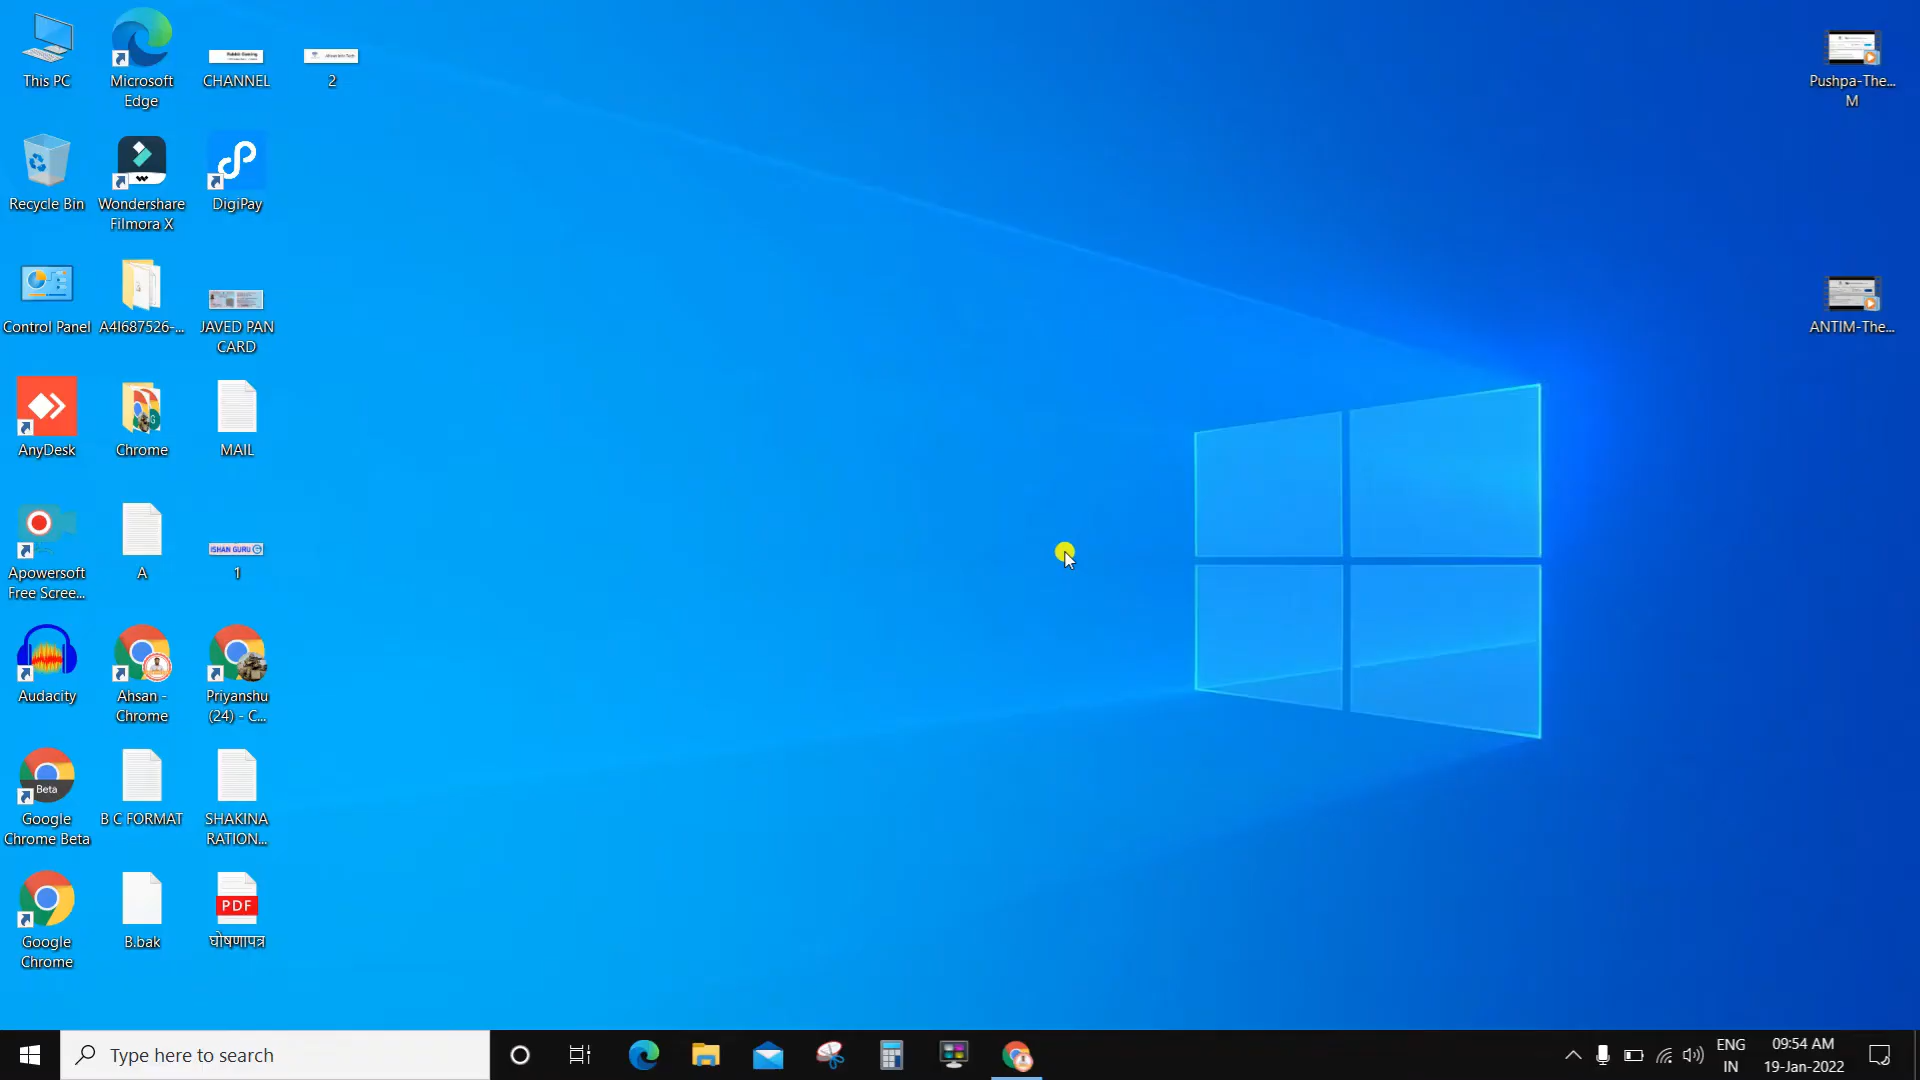 This PC
Microsoft
Edge
CHANNEL
2
Recycle Bin
Wondershare
Filmora X
DigiPay
Control Panel
A4I687526-...
JAVED PAN
CARD
AnyDesk
Chrome
MAIL
Apowersoft
Free Scree...
A
ISHAN GURU
1
Audacity
Ahsan -
Chrome
Priyanshu
(24) - C...
Beta
Google
Chrome Beta
B C FORMAT
SHAKINA
RATION...
Google
Chrome
B.bak
PDF
घोषणापत्र
Pushpa-The...
M
ANTIM-The...
Type here to search
ENG
IN
09:54 AM
19-Jan-2022